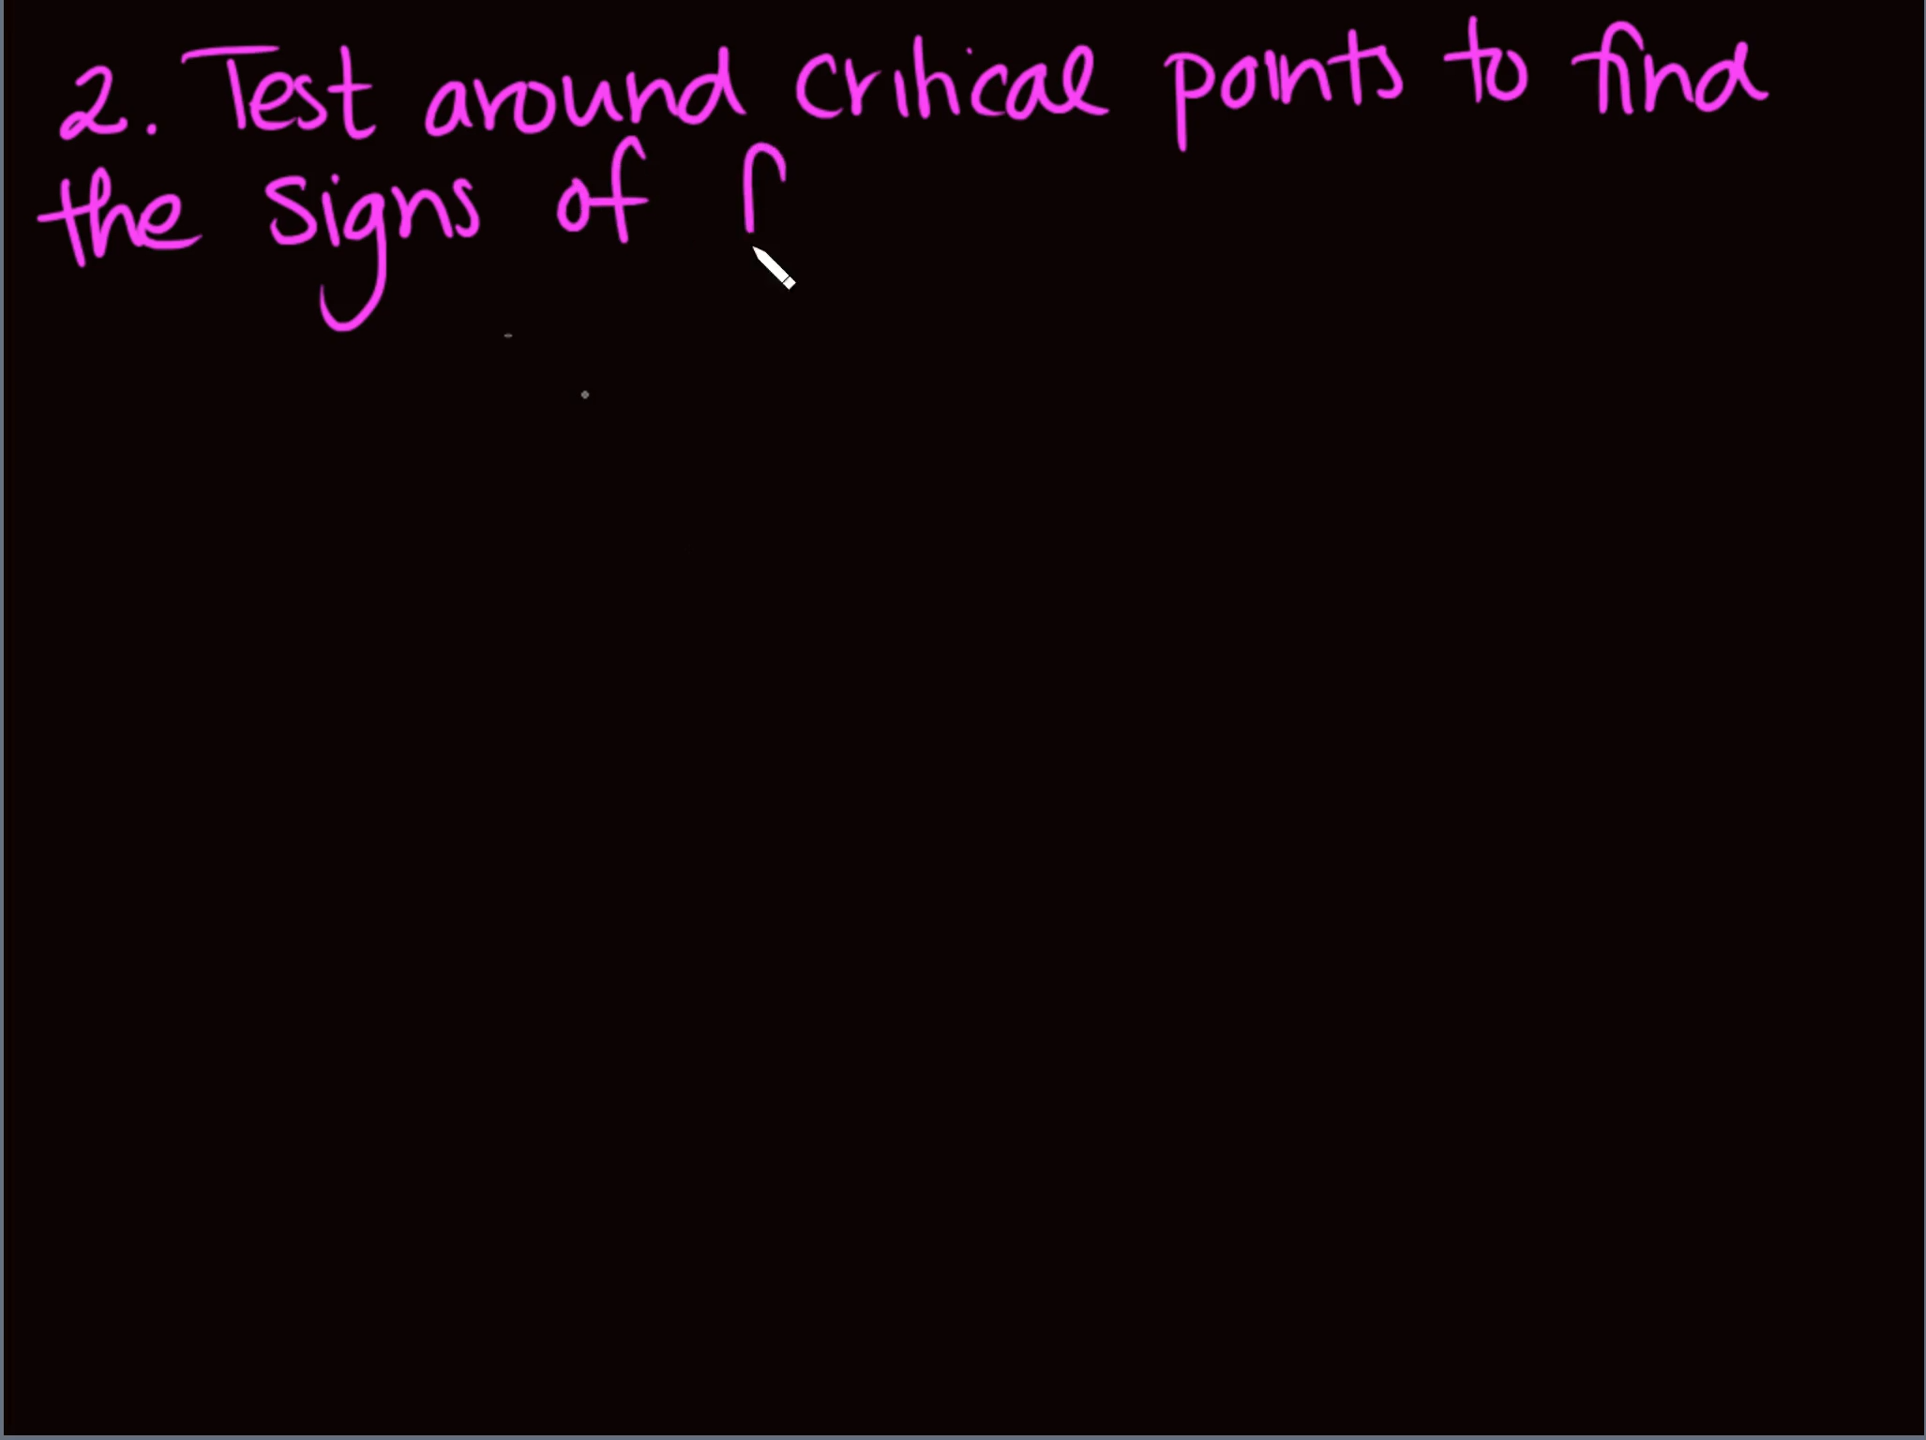 2. Test around critical points to find
the signs of